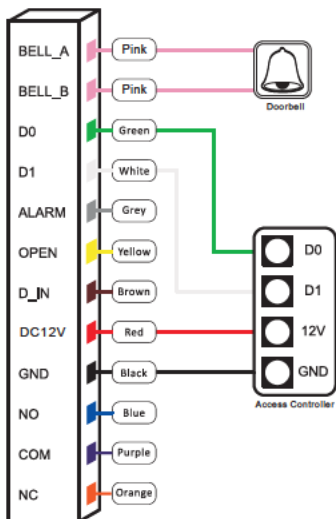 BELL_A Pink
BELL_B Pink
Doorbell
D0 Green
D1 White
ALARM Grey
OPEN Yellow
D0
D_IN Brown
D1
DC12V Red
12V
GND Black
GND
Access Controller
NO Blue
COM Purple
NC Orange